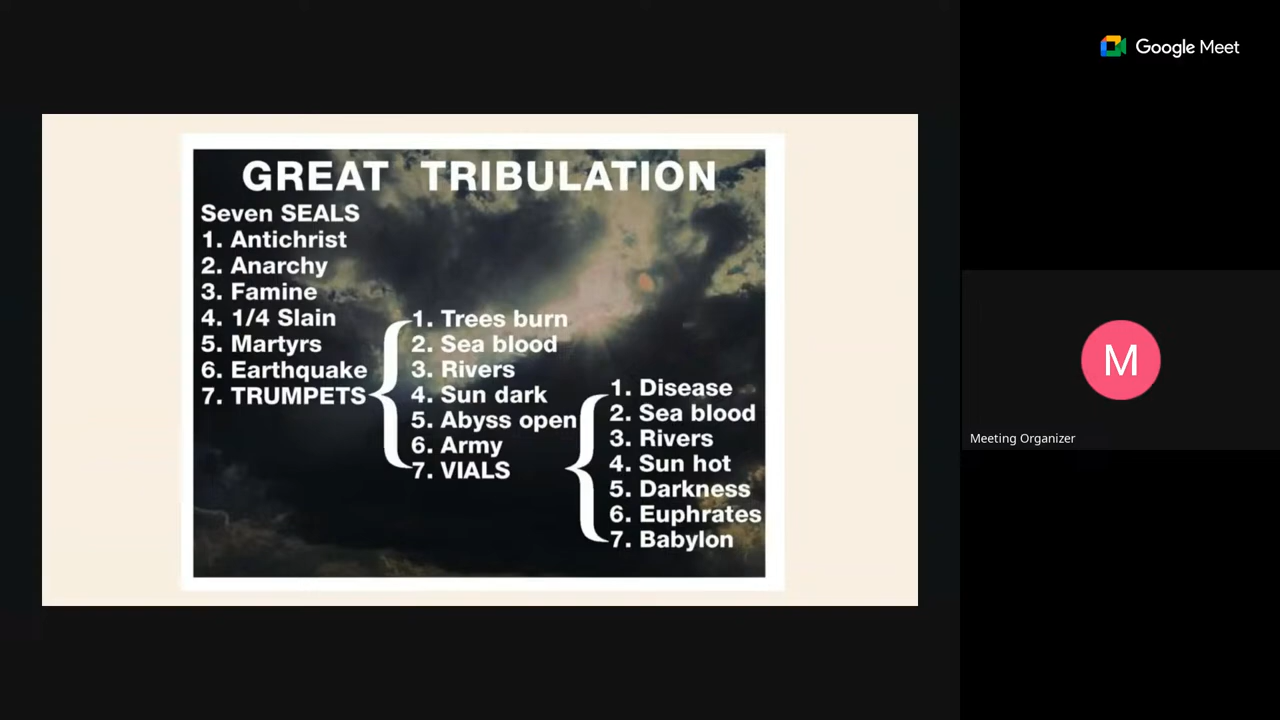 GREAT TRIBULATION
Seven SEALS
1. Antichrist
2. Anarchy
3. Famine
4. 1/4 Slain
5. Martyrs
6. Earthquake
7. TRUMPETS
1. Trees burn
2. Sea blood
3. Rivers
4. Sun dark
5. Abyss open
6. Army
7. VIALS
1. Disease
2. Sea blood
3. Rivers
4. Sun hot
5. Darkness
6. Euphrates
7. Babylon
Google Meet
M
Meeting Organizer